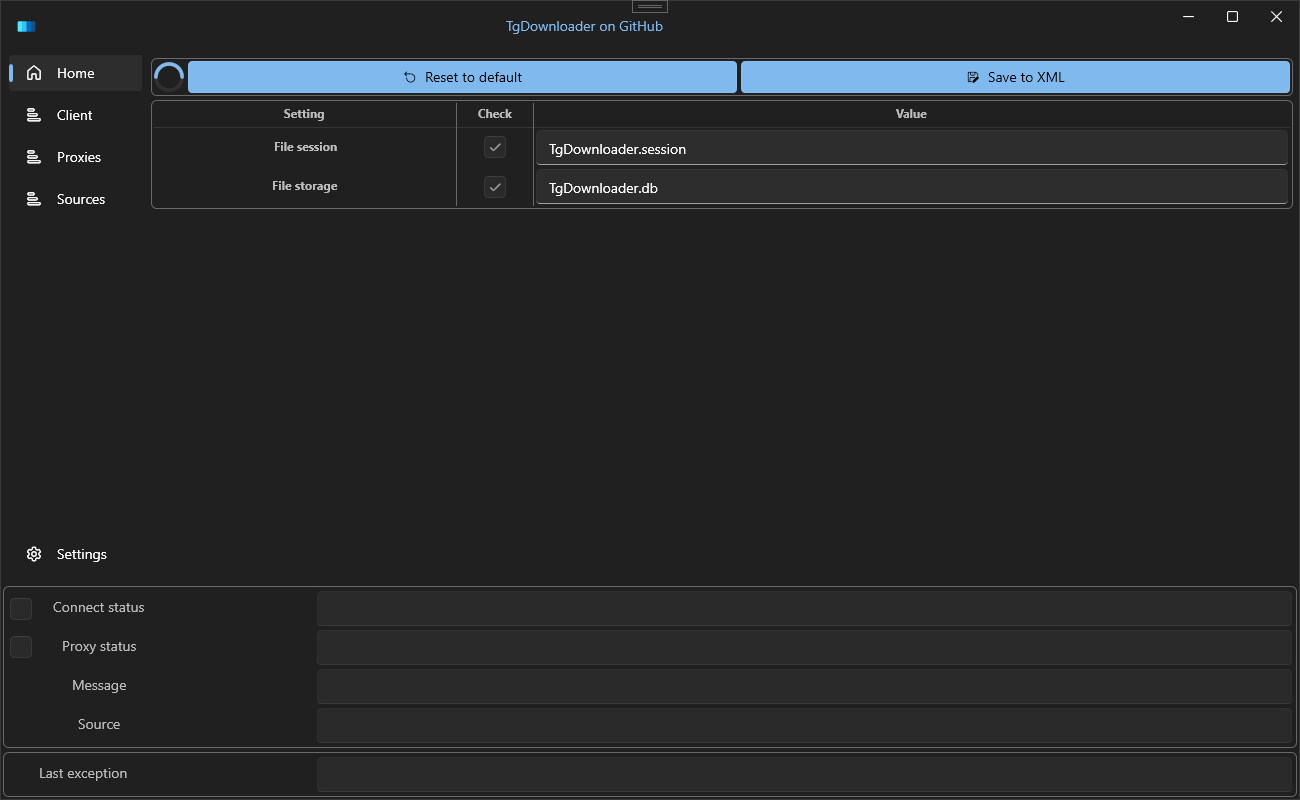 TgDownloader on GitHub
Home
Client
Proxies
Sources
Settings
Reset to default
Save to XML
Setting Check Value
File session TgDownloader.session
File storage TgDownloader.db
Connect status
Proxy status
Message
Source
Last exception